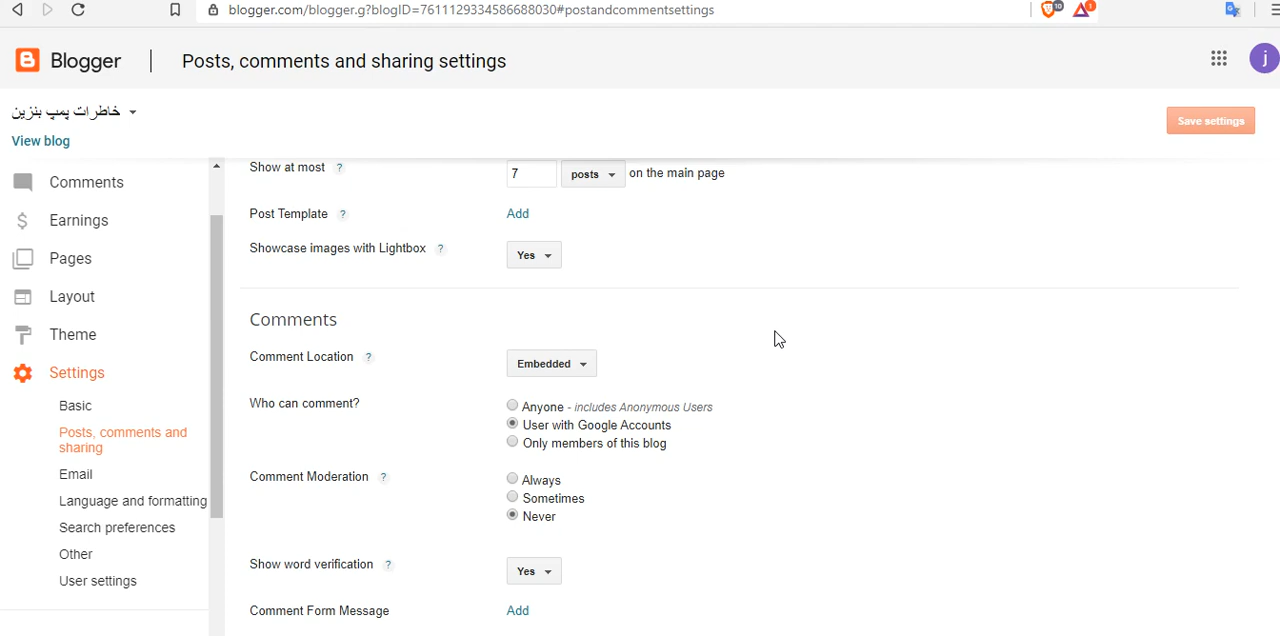 blogger.com/blogger.g?blogID=7611129334586688030#postandcommentsettings
10
1
Blogger
Posts, comments and sharing settings
j
خاطرات پمپ بنزین
Save settings
View blog
Comments
Earnings
Pages
Layout
Theme
Settings
Basic
Posts, comments and
sharing
Email
Language and formatting
Search preferences
Other
User settings
Show at most ? 7 posts on the main page
Post Template ? Add
Showcase images with Lightbox ? Yes
Comments
Comment Location ? Embedded
Who can comment? Anyone - includes Anonymous Users
User with Google Accounts
Only members of this blog
Comment Moderation ? Always
Sometimes
Never
Show word verification ? Yes
Comment Form Message Add